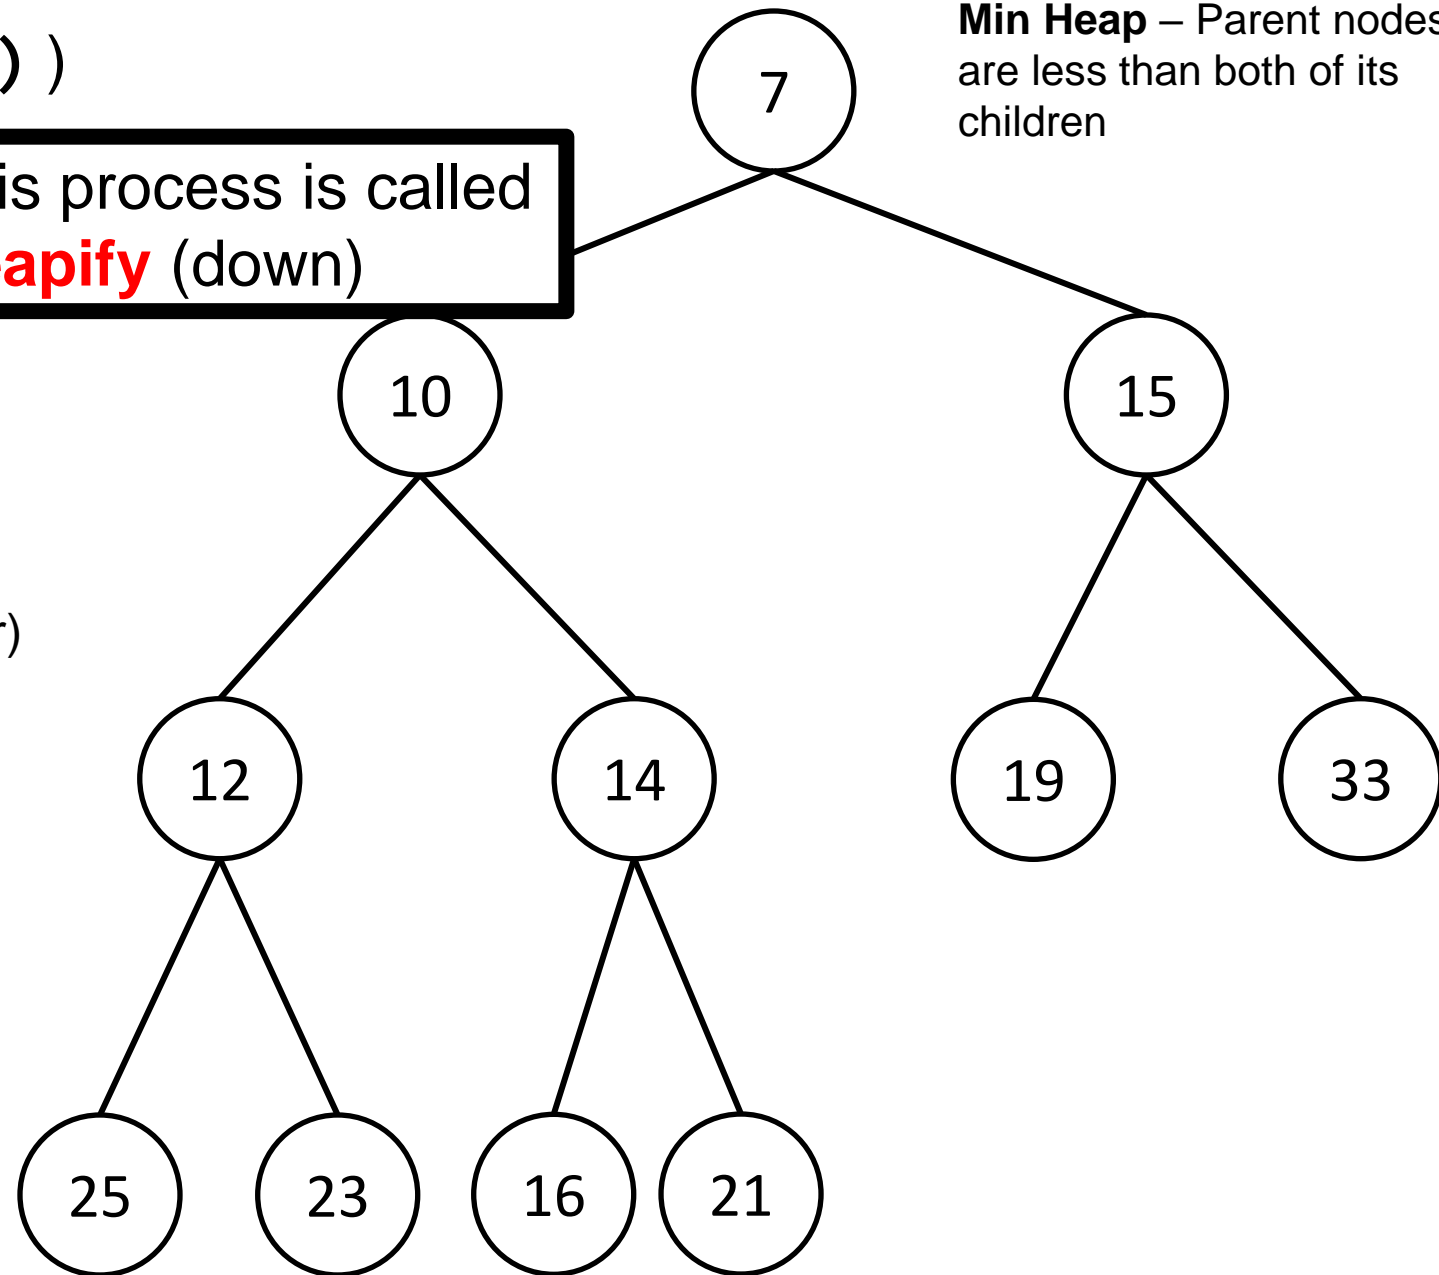 ) )
Min Heap – Parent nodes
are less than both of its
children
7
is process is called
eapify (down)
10
15
r)
12
14
19
33
25
23
16
21